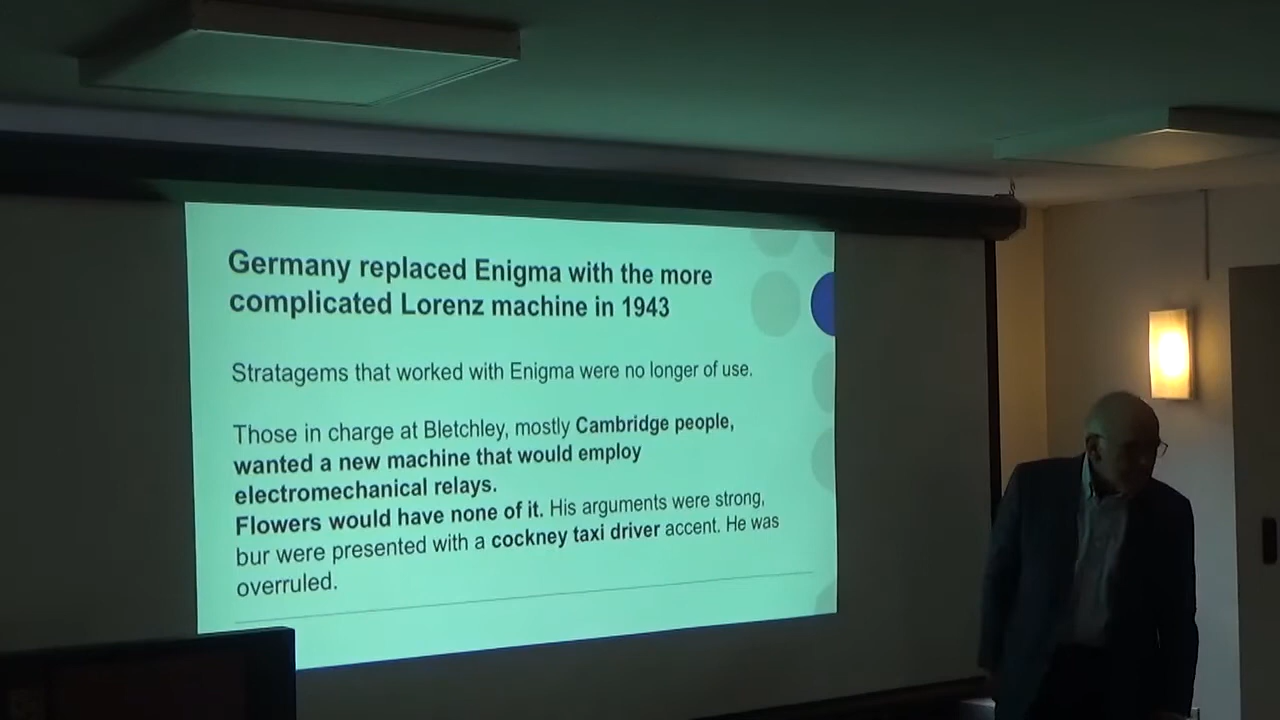 Germany replaced Enigma with the more
complicated Lorenz machine in 1943
Stratagems that worked with Enigma were no longer of use.
Those in charge at Bletchley, mostly Cambridge people,
wanted a new machine that would employ
electromechanical relays.
Flowers would have none of it. His arguments were strong,
bur were presented with a cockney taxi driver accent. He was
overruled.